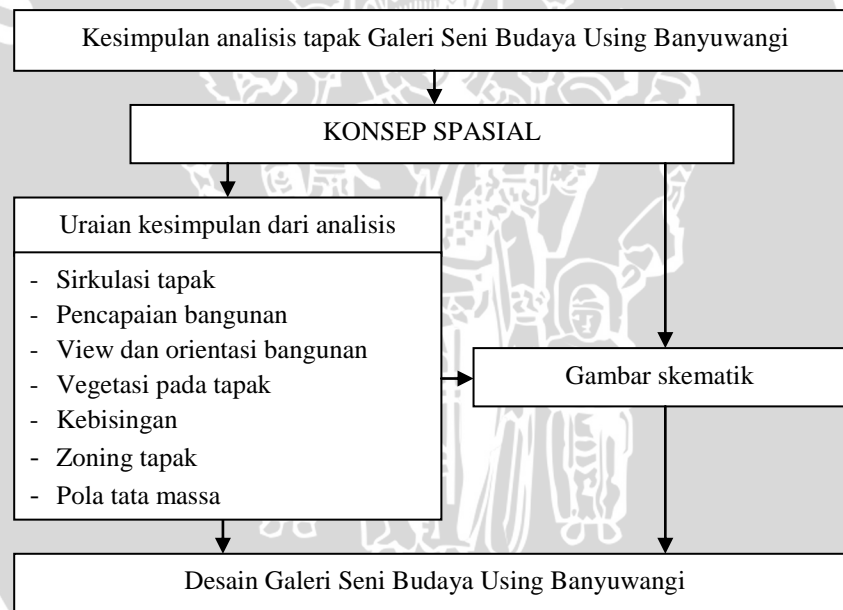 Kesimpulan analisis tapak Galeri Seni Budaya Using Banyuwangi
KONSEP SPASIAL
Uraian kesimpulan dari analisis
- Sirkulasi tapak
- Pencapaian bangunan
- View dan orientasi bangunan
- Vegetasi pada tapak
- Kebisingan
- Zoning tapak
- Pola tata massa
Gambar skematik
Desain Galeri Seni Budaya Using Banyuwangi